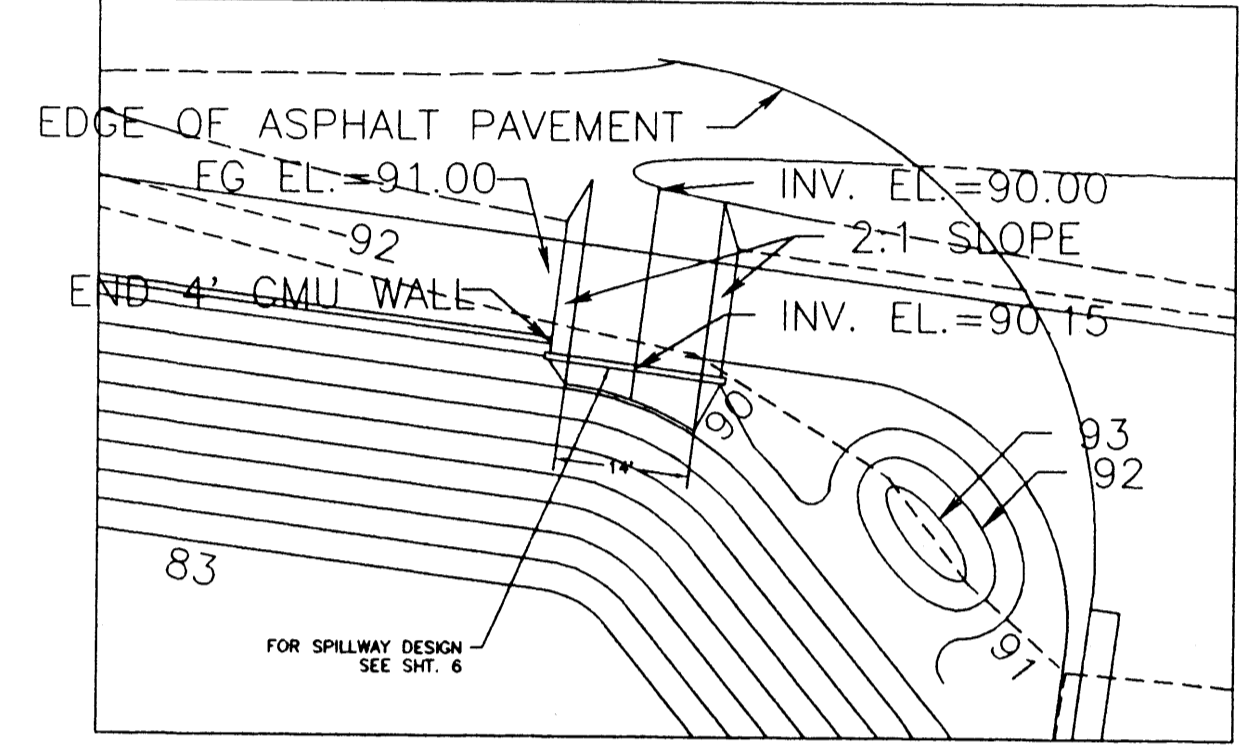 EDGE OF ASPHALT PAVEMENT
FG EL.=91.00
INV. EL.=90.00
92
2:1 SLOPE
END 4' CMU WALL
INV. EL.=90.15
90
93
92
14'
83
91
FOR SPILLWAY DESIGN
SEE SHT. 6